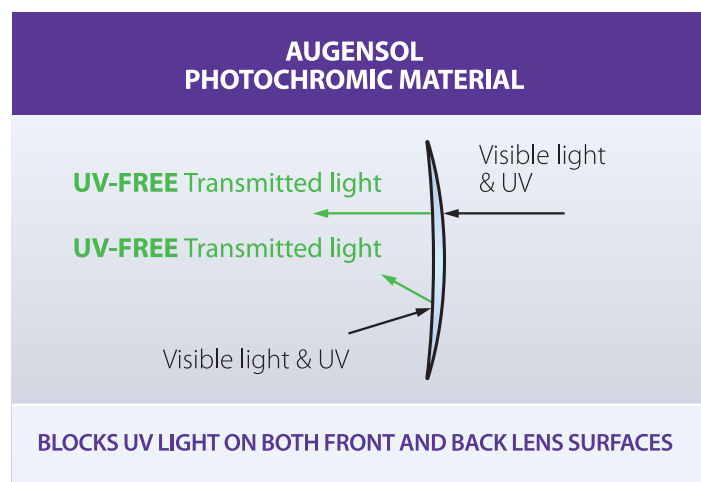 AUGENSOL
PHOTOCHROMIC MATERIAL
Visible light
& UV
UV-FREE Transmitted light
UV-FREE Transmitted light
Visible light & UV
BLOCKS UV LIGHT ON BOTH FRONT AND BACK LENS SURFACES